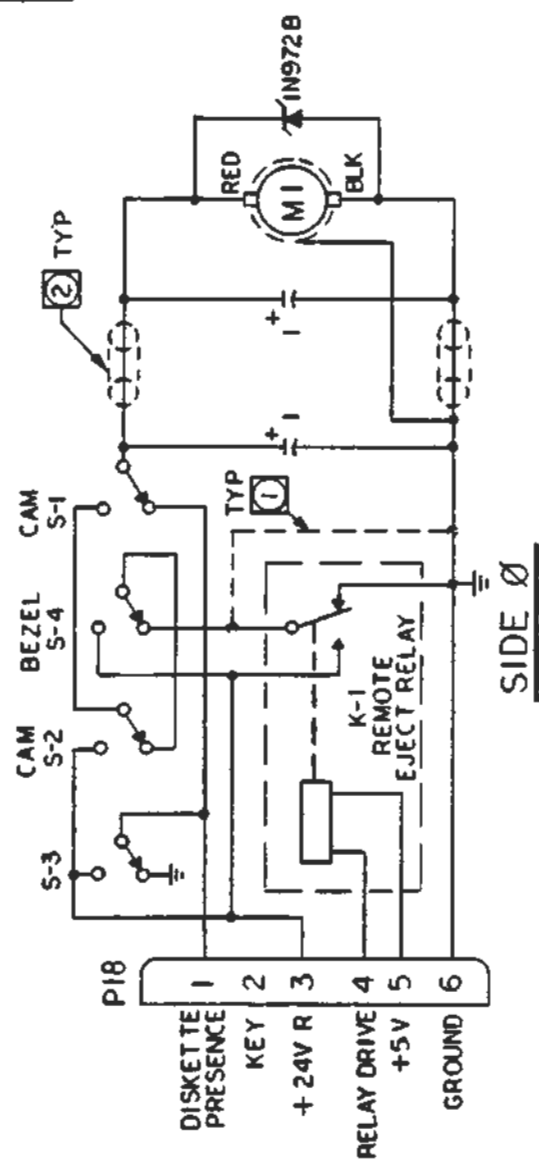 CAM
S-2
BEZEL
S-4
CAM
S-1
2 TYP
S-3
TYP
1
+
-
+
-
RED
M1
BLK
1N972B
K-1
REMOTE
EJECT RELAY
P18
DISKETTE
PRESENCE
1
KEY 2
+24V R 3
RELAY DRIVE 4
+5V 5
GROUND 6
SIDE Ø